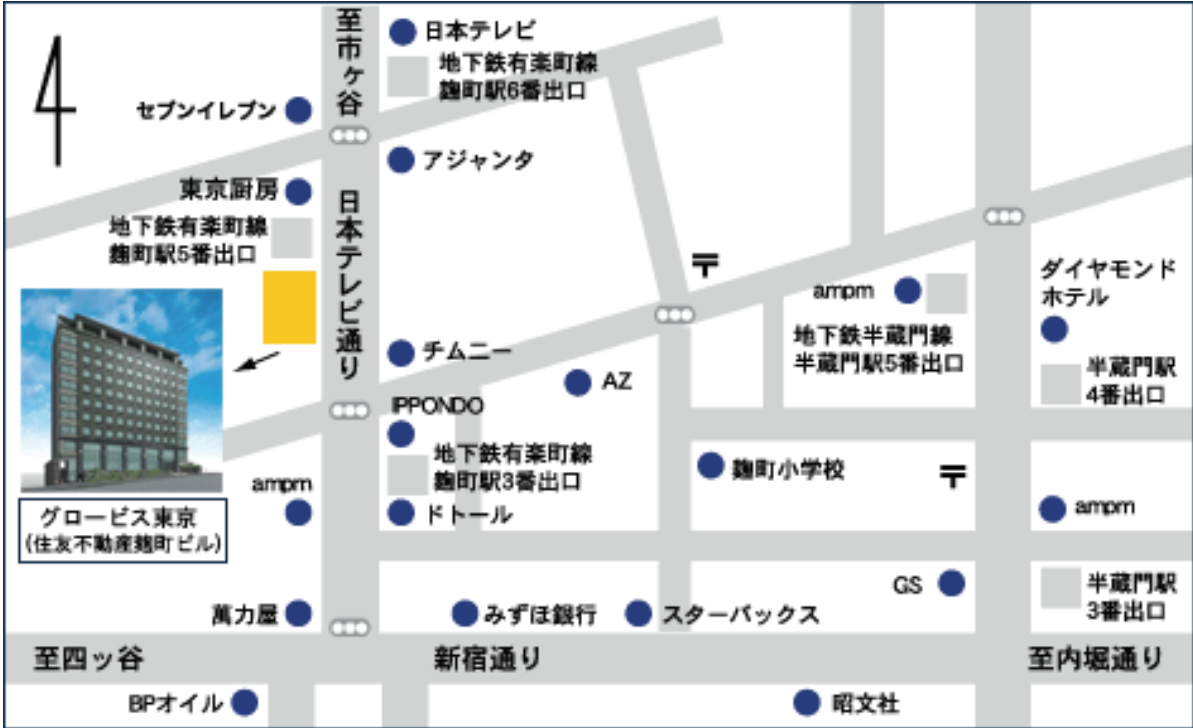 至市ヶ谷
日本テレビ
地下鉄有楽町線
麹町駅6番出口
セブンイレブン
アジャンタ
東京厨房
地下鉄有楽町線
麹町駅5番出口
日本テレビ通り
〒
ampm
地下鉄半蔵門線
半蔵門駅5番出口
ダイヤモンド
ホテル
半蔵門駅
4番出口
チムニー
AZ
IPPONDO
地下鉄有楽町線
麹町駅3番出口
麹町小学校
〒
ampm
ドトール
ampm
グロービス東京
(住友不動産麹町ビル)
GS
半蔵門駅
3番出口
萬力屋
みずほ銀行
スターバックス
至四ッ谷
新宿通り
至内堀通り
BPオイル
昭文社